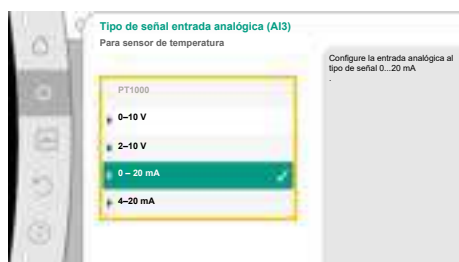 Tipo de señal entrada analógica (AI3)
Para sensor de temperatura
Configure la entrada analógica al
tipo de señal 0...20 mA
.
PT1000
0–10 V
2–10 V
0 – 20 mA
4–20 mA